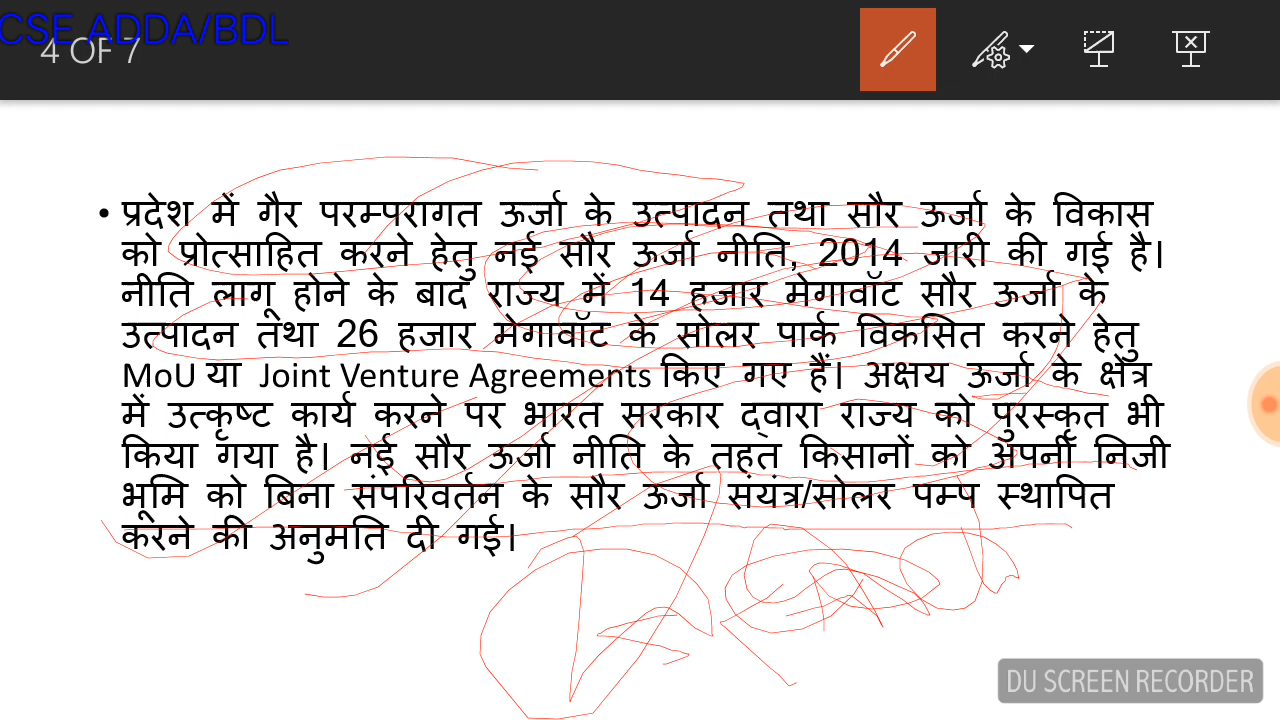 CSE ADDA/BDL
4 OF 7
• प्रदेश में गैर परम्परागत ऊर्जा के उत्पादन तथा सौर ऊर्जा के विकास
को प्रोत्साहित करने हेतु नई सौर ऊर्जा नीति, 2014 जारी की गई है।
नीति लागू होने के बाद राज्य में 14 हजार मेगावॉट सौर ऊर्जा के
उत्पादन तथा 26 हजार मेगावॉट के सोलर पार्क विकसित करने हेतु
MoU या Joint Venture Agreements किए गए हैं। अक्षय ऊर्जा के क्षेत्र
में उत्कृष्ट कार्य करने पर भारत सरकार द्वारा राज्य को पुरस्कृत भी
किया गया है। नई सौर ऊर्जा नीति के तहत किसानों को अपनी निजी
भूमि को बिना संपरिवर्तन के सौर ऊर्जा संयंत्र/सोलर पम्प स्थापित
करने की अनुमति दी गई।
DU SCREEN RECORDER